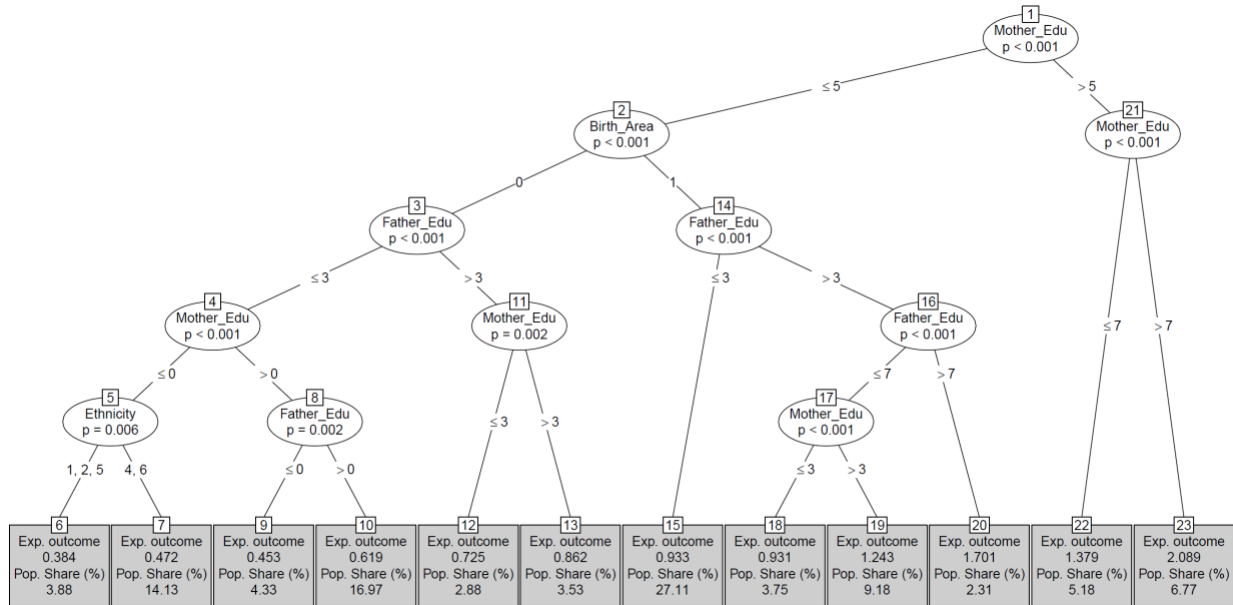 1
Mother_Edu
p < 0.001
≤ 5
> 5
2
Birth_Area
p < 0.001
21
Mother_Edu
p < 0.001
0
1
3
Father_Edu
p < 0.001
14
Father_Edu
p < 0.001
≤ 3
> 3
≤ 3
> 3
≤ 7
> 7
4
Mother_Edu
p < 0.001
11
Mother_Edu
p = 0.002
16
Father_Edu
p < 0.001
≤ 0
> 0
≤ 3
> 3
≤ 7
> 7
5
Ethnicity
p = 0.006
8
Father_Edu
p = 0.002
17
Mother_Edu
p < 0.001
1, 2, 5
4, 6
≤ 0
> 0
≤ 3
> 3
6
Exp. outcome
0.384
Pop. Share (%)
3.88
7
Exp. outcome
0.472
Pop. Share (%)
14.13
9
Exp. outcome
0.453
Pop. Share (%)
4.33
10
Exp. outcome
0.619
Pop. Share (%)
16.97
12
Exp. outcome
0.725
Pop. Share (%)
2.88
13
Exp. outcome
0.862
Pop. Share (%)
3.53
15
Exp. outcome
0.933
Pop. Share (%)
27.11
18
Exp. outcome
0.931
Pop. Share (%)
3.75
19
Exp. outcome
1.243
Pop. Share (%)
9.18
20
Exp. outcome
1.701
Pop. Share (%)
2.31
22
Exp. outcome
1.379
Pop. Share (%)
5.18
23
Exp. outcome
2.089
Pop. Share (%)
6.77